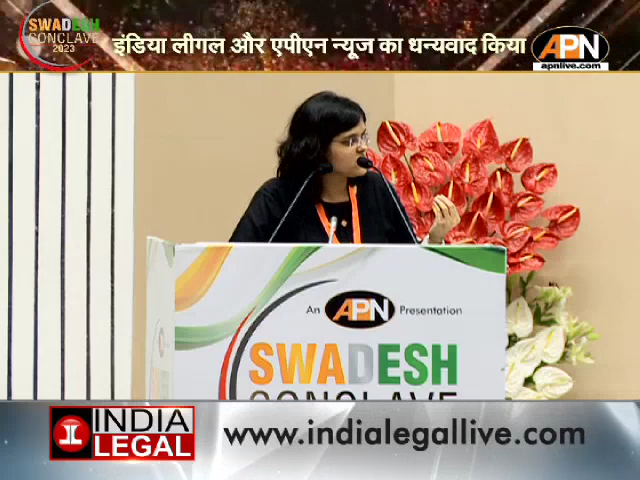 SWADESH
CONCLAVE
2023
इंडिया लीगल और एपीएन न्यूज का धन्यवाद किया
APN
apnlive.com
An APN Presentation
SWADESH
CONCLAVE
INDIA
LEGAL
www.indialegallive.com